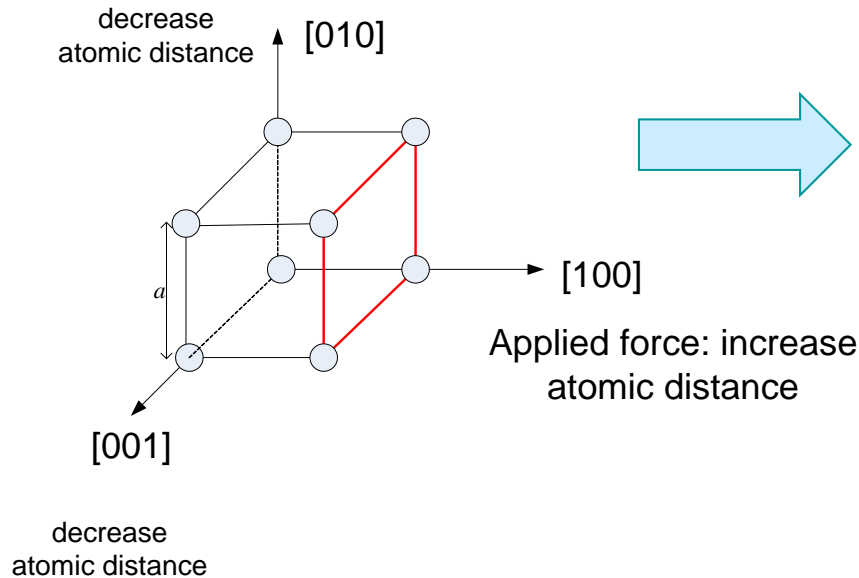 decrease
atomic distance
[010]
a
[100]
Applied force: increase
atomic distance
[001]
decrease
atomic distance